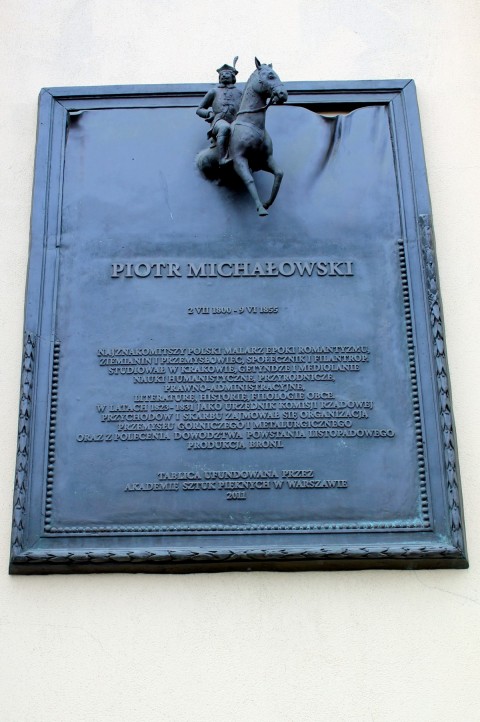 PIOTR MICHAŁOWSKI
2 VII 1800 - 9 VI 1855
NAJZNAKOMITSZY POLSKI MALARZ EPOKI ROMANTYZMU,
ZIEMIANIN I PRZEMYSŁOWIEC, SPOŁECZNIK I FILANTROP.
STUDIOWAŁ W KRAKOWIE, GETYNDZE I MEDIOLANIE
NAUKI HUMANISTYCZNE, PRZYRODNICZE,
PRAWNO-ADMINISTRACYJNE,
LITERATURĘ, HISTORIĘ, FILOLOGIE OBCE.
W LATACH 1823 - 1831 JAKO URZĘDNIK KOMISJI RZĄDOWEJ
PRZYCHODÓW I SKARBU ZAJMOWAŁ SIĘ ORGANIZACJĄ
PRZEMYSŁU GÓRNICZEGO I METALURGICZNEGO
ORAZ Z POLECENIA DOWÓDZTWA POWSTANIA LISTOPADOWEGO
PRODUKCJĄ BRONI.
TABLICA UFUNDOWANA PRZEZ
AKADEMIĘ SZTUK PIĘKNYCH W WARSZAWIE
2011